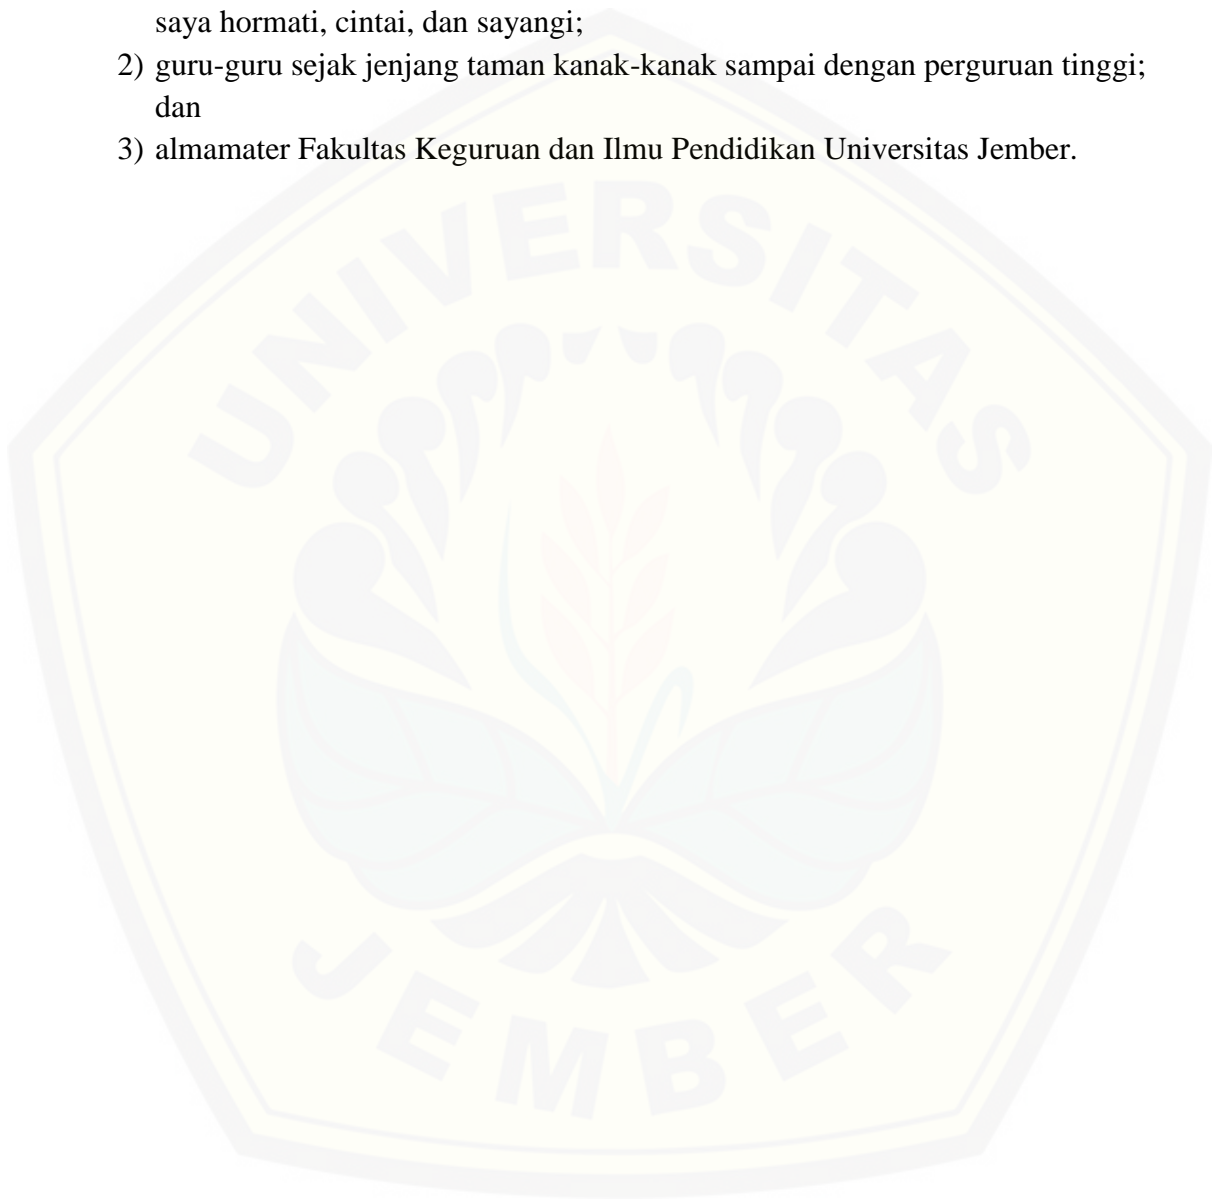 saya hormati, cintai, dan sayangi;
2) guru-guru sejak jenjang taman kanak-kanak sampai dengan perguruan tinggi;
dan
3) almamater Fakultas Keguruan dan Ilmu Pendidikan Universitas Jember.
UNIVERSITAS
JEMBER